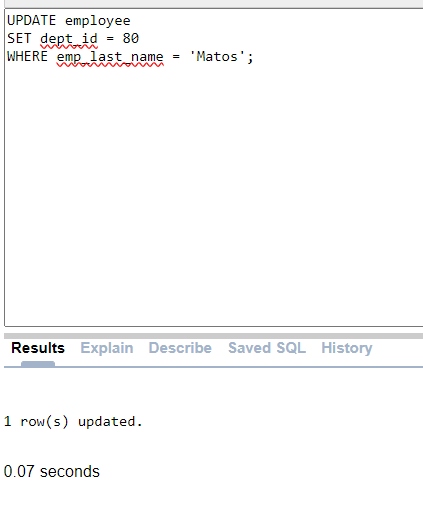 UPDATE employee
SET dept_id = 80
WHERE emp_last_name = 'Matos';
Results Explain Describe Saved SQL History
1 row(s) updated.
0.07 seconds